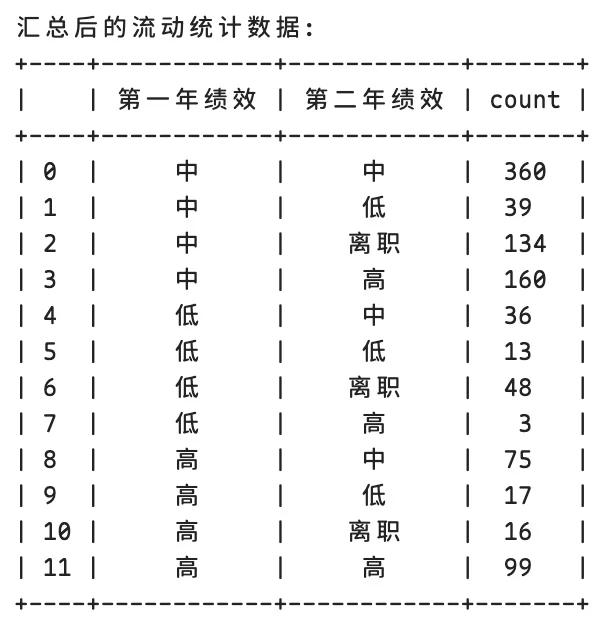 汇总后的流动统计数据:
+----+------------+------------+-------+
|    | 第一年绩效 | 第二年绩效 | count |
+----+------------+------------+-------+
| 0  |     中     |     中     |  360  |
| 1  |     中     |     低     |  39   |
| 2  |     中     |    离职    |  134  |
| 3  |     中     |     高     |  160  |
| 4  |     低     |     中     |  36   |
| 5  |     低     |     低     |  13   |
| 6  |     低     |    离职    |  48   |
| 7  |     低     |     高     |   3   |
| 8  |     高     |     中     |  75   |
| 9  |     高     |     低     |  17   |
| 10 |     高     |    离职    |  16   |
| 11 |     高     |     高     |  99   |
+----+------------+------------+-------+